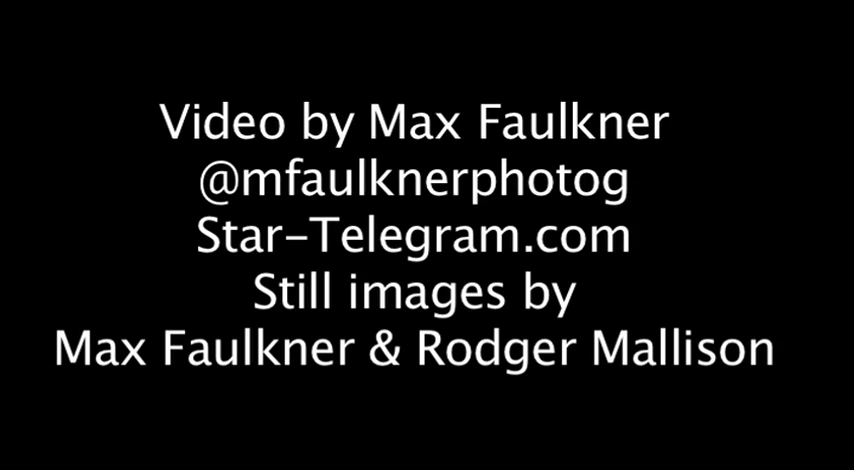 Video by Max Faulkner
@mfaulknerphotog
Star-Telegram.com
Still images by
Max Faulkner & Rodger Mallison